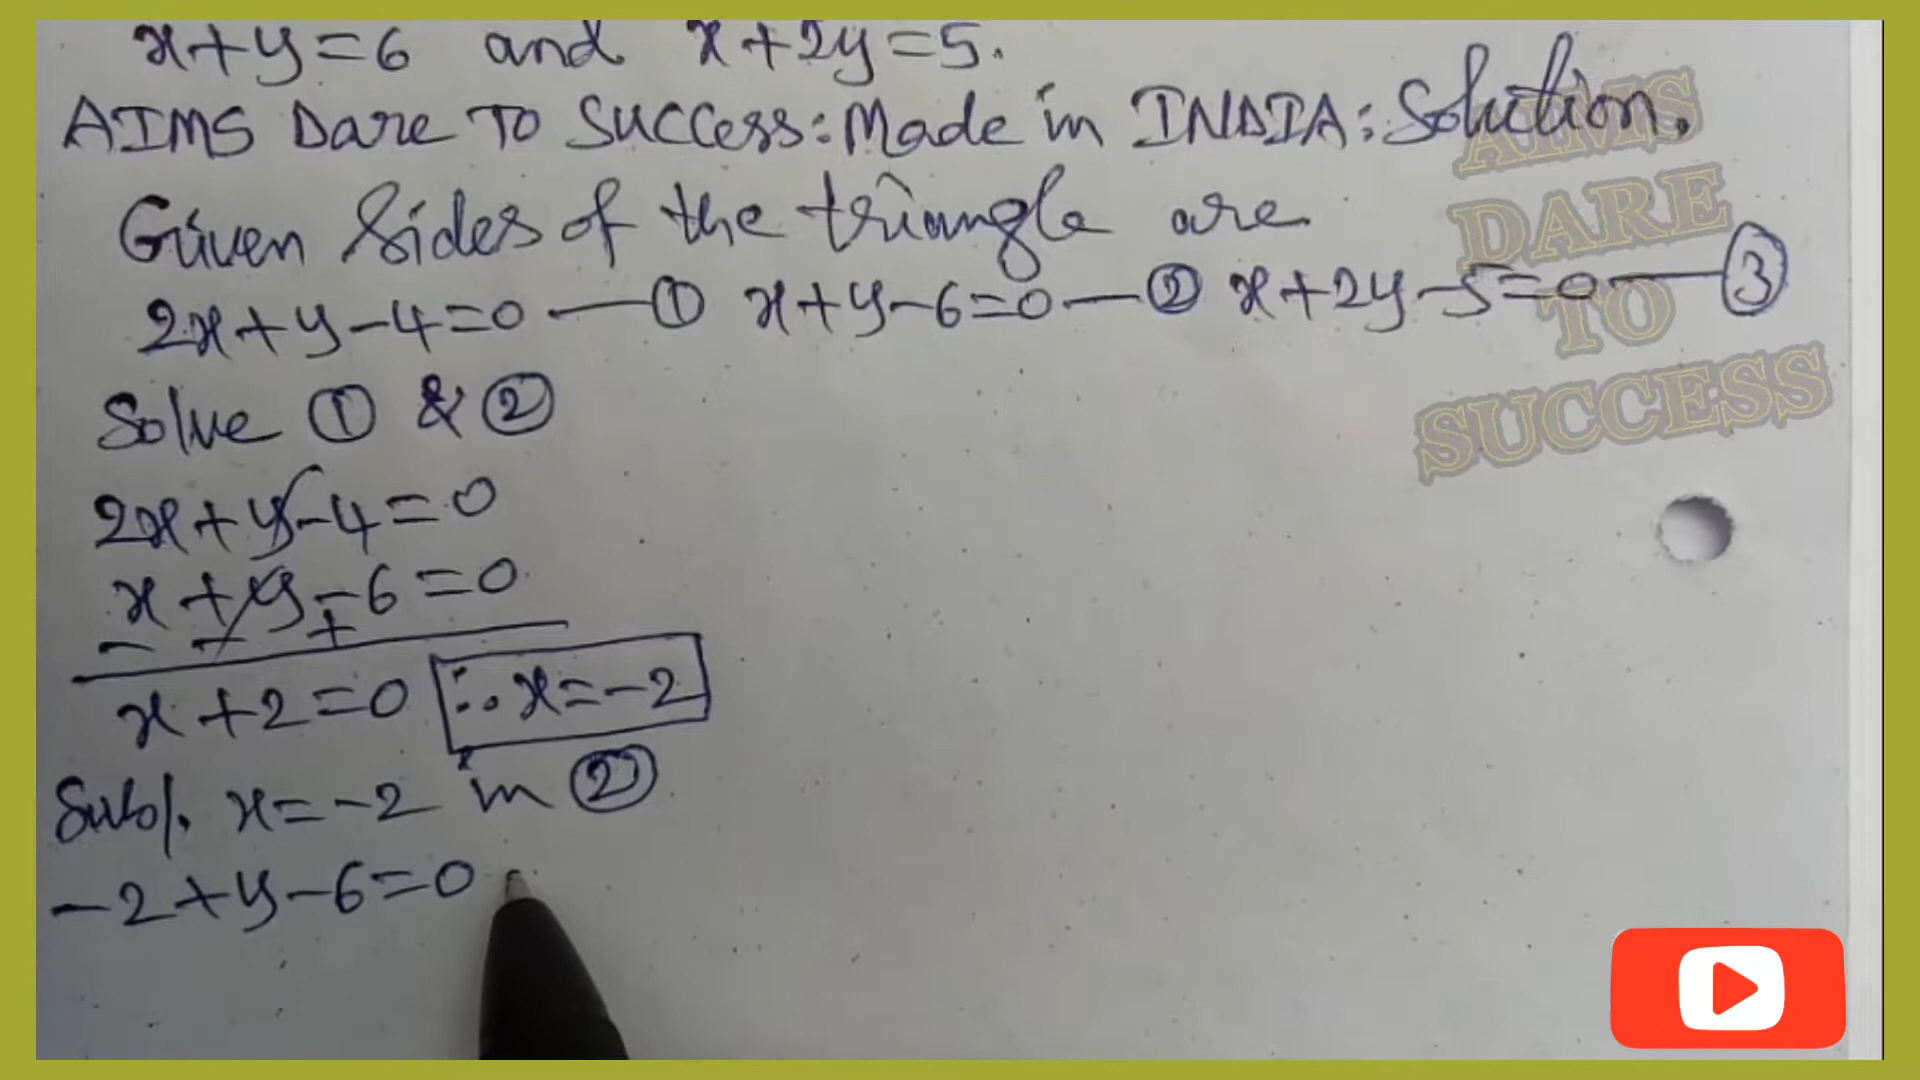 x+y=6 and x+2y=5.
AIMS Dare To Success: Made in INDIA: Solution.
Given sides of the triangle are
2x+y-4=0 — ① x+y-6=0 — ② x+2y-5=0 — ③
Solve ① & ②
2x+y-4=0
x+y-6=0
- - +
x+2=0 ∴ x=-2
Sub/. x=-2 in ②
-2+y-6=0
AIMS
DARE
TO
SUCCESS